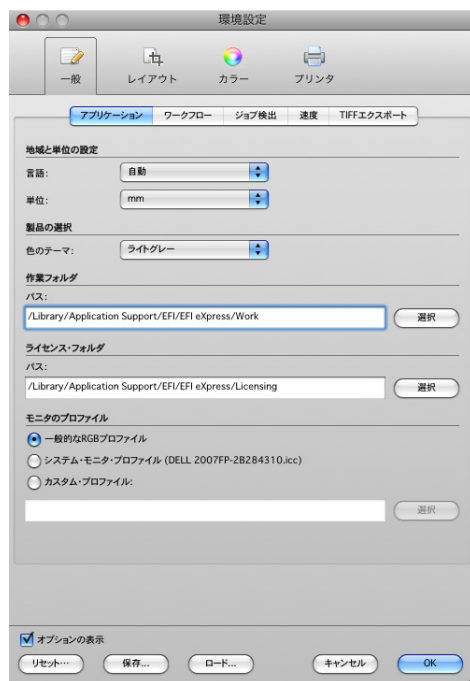 環境設定
一般 レイアウト カラー プリンタ
アプリケーション ワークフロー ジョブ検出 速度 TIFFエクスポート
地域と単位の設定
言語: 自動
単位: mm
製品の選択
色のテーマ: ライトグレー
作業フォルダ
パス:
/Library/Application Support/EFI/EFI eXpress/Work 選択
ライセンス・フォルダ
パス:
/Library/Application Support/EFI/EFI eXpress/Licensing 選択
モニタのプロファイル
一般的なRGBプロファイル
システム・モニタ・プロファイル (DELL 2007FP-2B284310.icc)
カスタム・プロファイル:
選択
オプションの表示
リセット… 保存... ロード... キャンセル OK